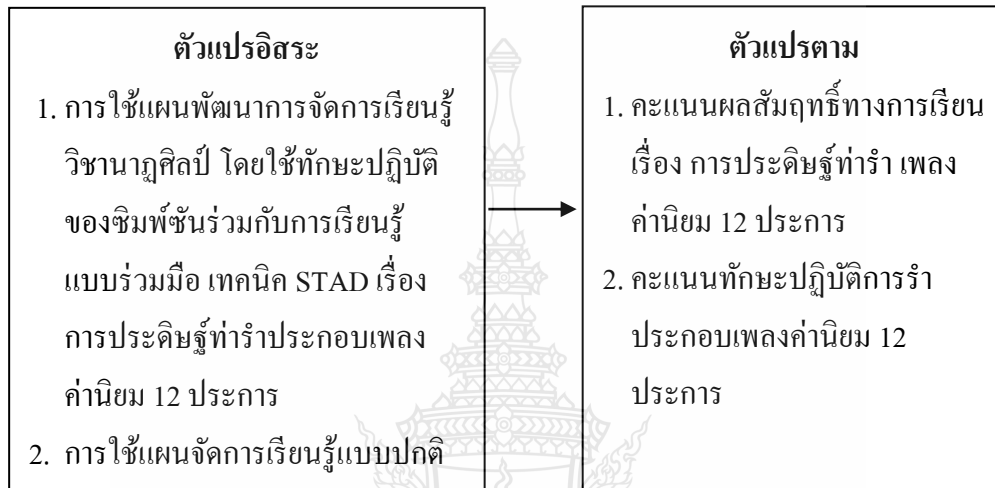 ตัวแปรอิสระ
1. การใช้แผนพัฒนาการจัดการเรียนรู้
วิชานาฏศิลป์ โดยใช้ทักษะปฏิบัติ
ของซิมพ์ซันร่วมกับการเรียนรู้
แบบร่วมมือ เทคนิค STAD เรื่อง
การประดิษฐ์ท่ารำประกอบเพลง
ค่านิยม 12 ประการ
2. การใช้แผนจัดการเรียนรู้แบบปกติ
ตัวแปรตาม
1. คะแนนผลสัมฤทธิ์ทางการเรียน
เรื่อง การประดิษฐ์ท่ารำ เพลง
ค่านิยม 12 ประการ
2. คะแนนทักษะปฏิบัติการรำ
ประกอบเพลงค่านิยม 12
ประการ